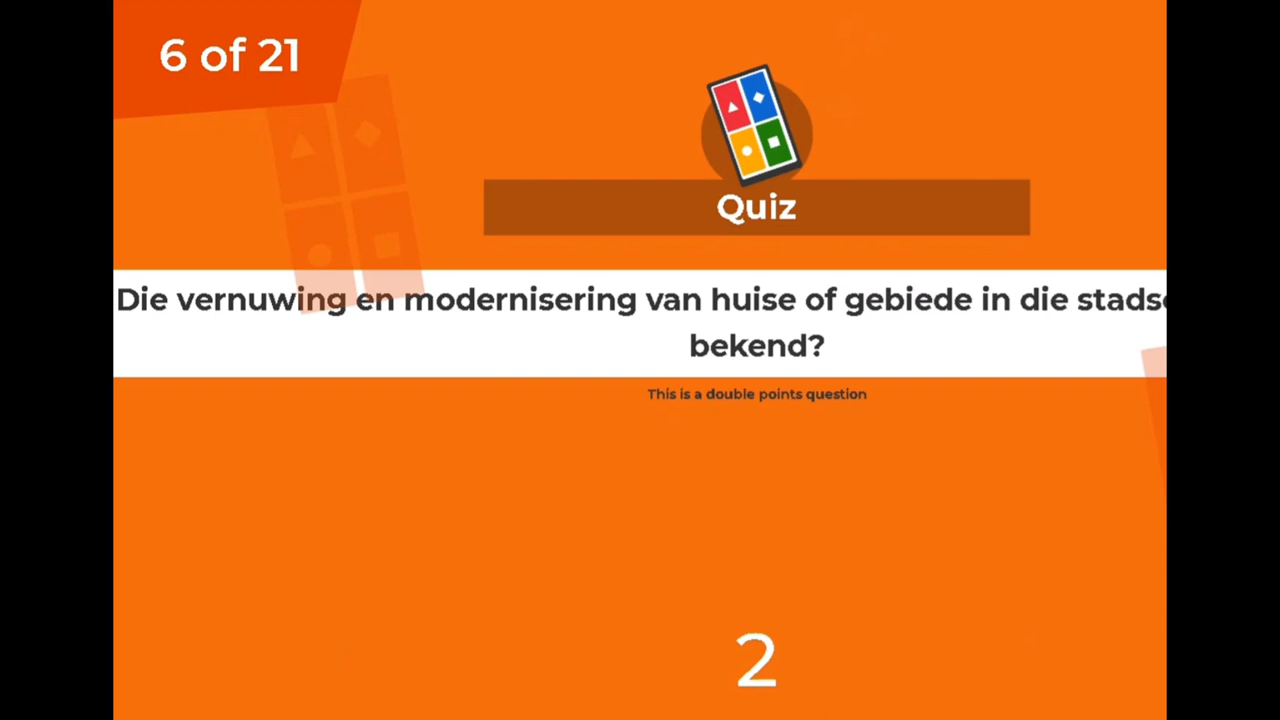 6 of 21
Quiz
Die vernuwing en modernisering van huise of gebiede in die
bekend?
This is a double points question
2